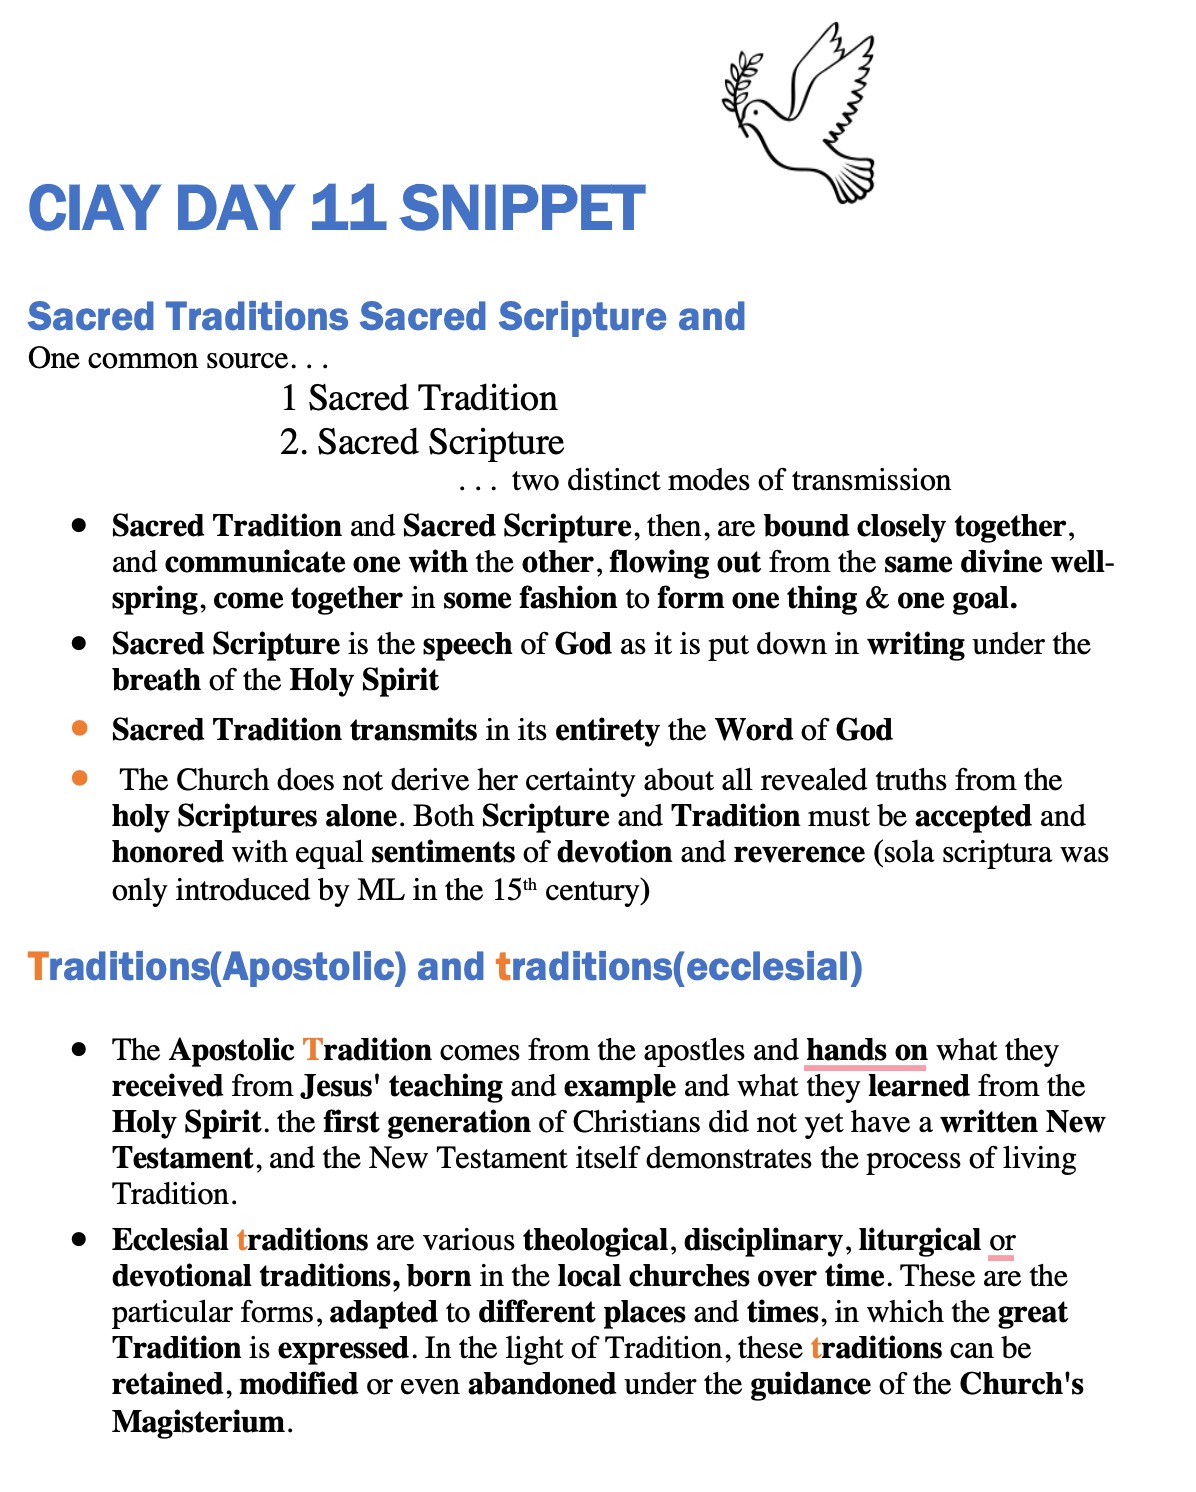 CIAY DAY 11 SNIPPET
Sacred Traditions Sacred Scripture and
One common source. . .
1 Sacred Tradition
2. Sacred Scripture
. . . two distinct modes of transmission
• Sacred Tradition and Sacred Scripture, then, are bound closely together,
and communicate one with the other, flowing out from the same divine well-
spring, come together in some fashion to form one thing & one goal.
• Sacred Scripture is the speech of God as it is put down in writing under the
breath of the Holy Spirit
• Sacred Tradition transmits in its entirety the Word of God
• The Church does not derive her certainty about all revealed truths from the
holy Scriptures alone. Both Scripture and Tradition must be accepted and
honored with equal sentiments of devotion and reverence (sola scriptura was
only introduced by ML in the 15th century)
Traditions(Apostolic) and traditions(ecclesial)
• The Apostolic Tradition comes from the apostles and hands on what they
received from Jesus' teaching and example and what they learned from the
Holy Spirit. the first generation of Christians did not yet have a written New
Testament, and the New Testament itself demonstrates the process of living
Tradition.
• Ecclesial traditions are various theological, disciplinary, liturgical or
devotional traditions, born in the local churches over time. These are the
particular forms, adapted to different places and times, in which the great
Tradition is expressed. In the light of Tradition, these traditions can be
retained, modified or even abandoned under the guidance of the Church's
Magisterium.